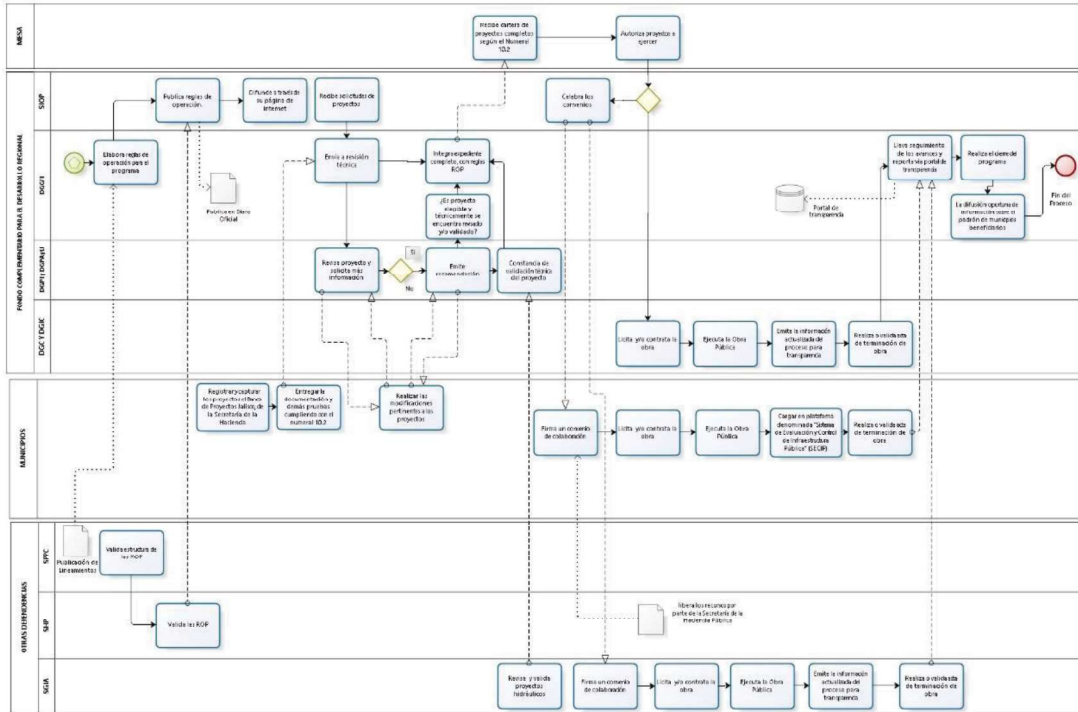 MESA
Recibe cartera de
proyectos completos
según el Numeral
10.2
Autoriza proyecto a
ejercer
FONDO COMPLEMENTARIO PARA EL DESARROLLO REGIONAL
SIOP
Publica reglas de
operación.
Difunde a través de
su página de
internet
Recibe solicitudes de
proyectos
Celebra los
convenios
Elabora reglas de
operación para el
programa
Envía a revisión
técnica
Integra expediente
completo, con reglas
ROP
Publica en Diario
Oficial
¿Es proyecto
elegible y
técnicamente se
encuentra revisado
y/o validado?
Lleva seguimiento
de los avances y
reporta vía portal de
transparencia
Realiza el cierre del
programa
Portal de
transparencia
La difusión oportuna de
información sobre el
padrón de municipios
beneficiarios
Fin del
Proceso
Revisa proyecto y
solicita más
información
Si
No
Emite
recomendación
Constancia de
validación técnica
del proyecto
DGC Y DGIC
Licita y/o contrata la
obra
Ejecuta la Obra
Pública
Emite la información
actualizada del
proceso para
transparencia
Realiza o valida acta
de terminación de
obra
MUNICIPIOS
Registrar y capturar
los proyectos el Banco
de Proyectos Jalisco, de
la Secretaría de la
Hacienda
Entregar la
documentación y
demás pruebas
cumpliendo con el
numeral 10.2
Realizar las
modificaciones
pertinentes a los
proyectos
Firma un convenio
de colaboración
Licita y/o contrata la
obra
Ejecuta la Obra
Pública
Cargar en plataforma
denominada "Sistema
de Evaluación y Control
de Infraestructura
Pública" (SECIP)
Realiza o valida acta
de terminación de
obra
OTRAS DEPENDENCIAS
Publicación de
Lineamientos
Valida estructura de
las ROP
SHP
Valida las ROP
libera los recursos por
parte de la Secretaría de la
Hacienda Pública
SGIA
Revisa y valida
proyectos
hidráulicos
Firma un convenio
de colaboración
Licita y/o contrata la
obra
Ejecuta la Obra
Pública
Emite la información
actualizada del
proceso para
transparencia
Realiza o valida acta
de terminación de
obra